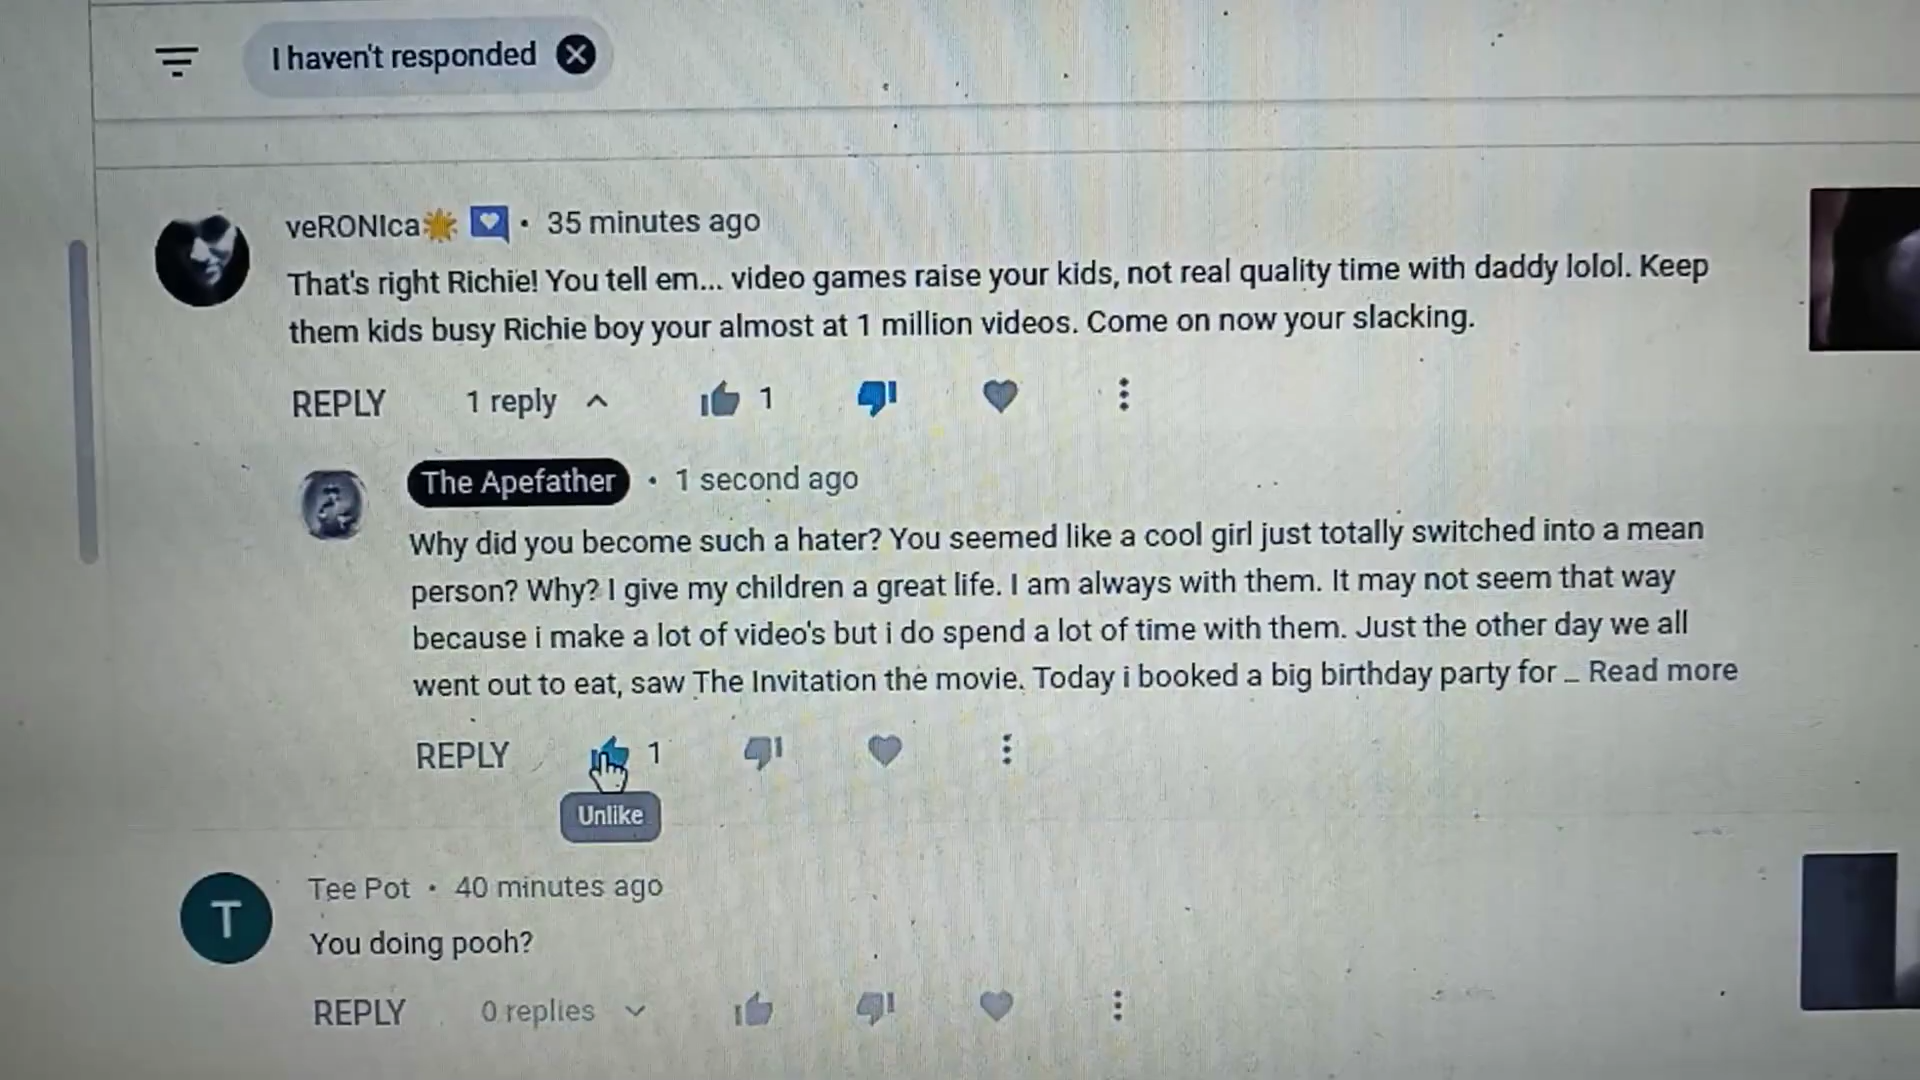 I haven't responded
veRONIca • 35 minutes ago
That's right Richie! You tell em... video games raise your kids, not real quality time with daddy lolol. Keep
them kids busy Richie boy your almost at 1 million videos. Come on now your slacking.
REPLY 1 reply 1
The Apefather • 1 second ago
Why did you become such a hater? You seemed like a cool girl just totally switched into a mean
person? Why? I give my children a great life. I am always with them. It may not seem that way
because i make a lot of video's but i do spend a lot of time with them. Just the other day we all
went out to eat, saw The Invitation the movie. Today i booked a big birthday party for ... Read more
REPLY 1
Unlike
T
Tee Pot • 40 minutes ago
You doing pooh?
REPLY 0 replies